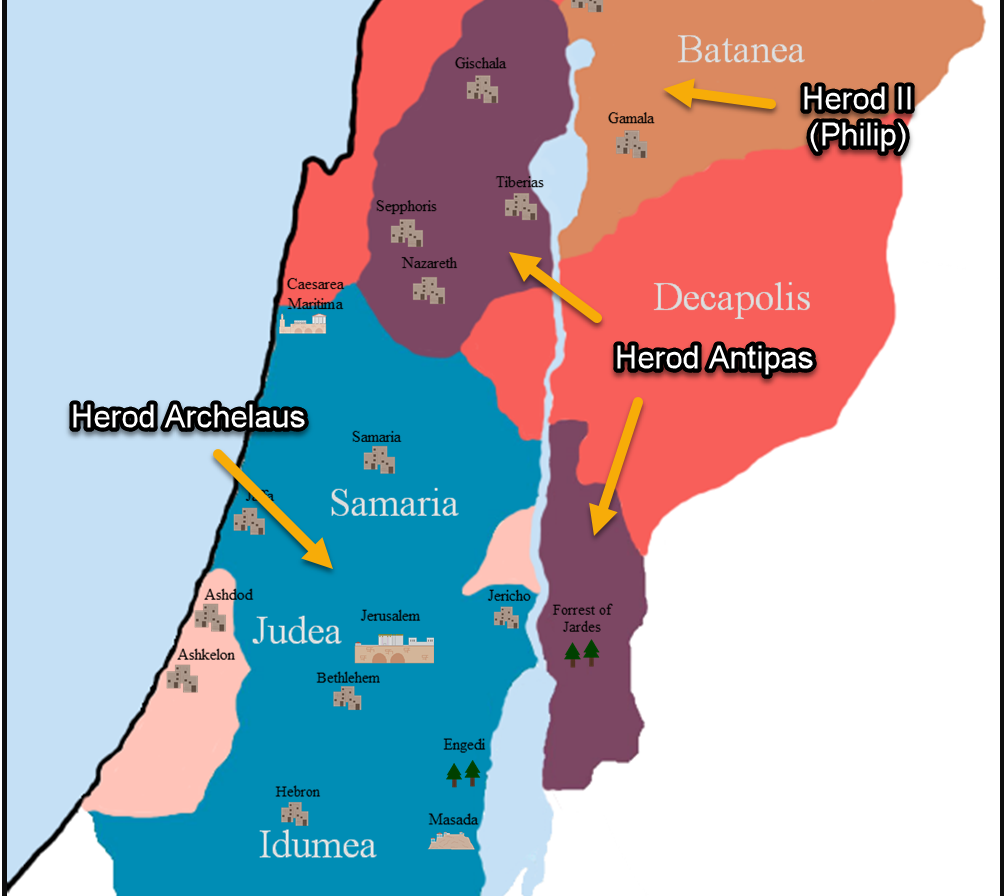 Batanea
Gischala
Herod II
(Philip)
Gamala
Tiberias
Sepphoris
Nazareth
Caesarea
Maritima
Decapolis
Herod Antipas
Herod Archelaus
Samaria
Samaria
Ashdod
Jericho
Forrest of
Jardes
Jerusalem
Judea
Ashkelon
Bethlehem
Engedi
Hebron
Masada
Idumea